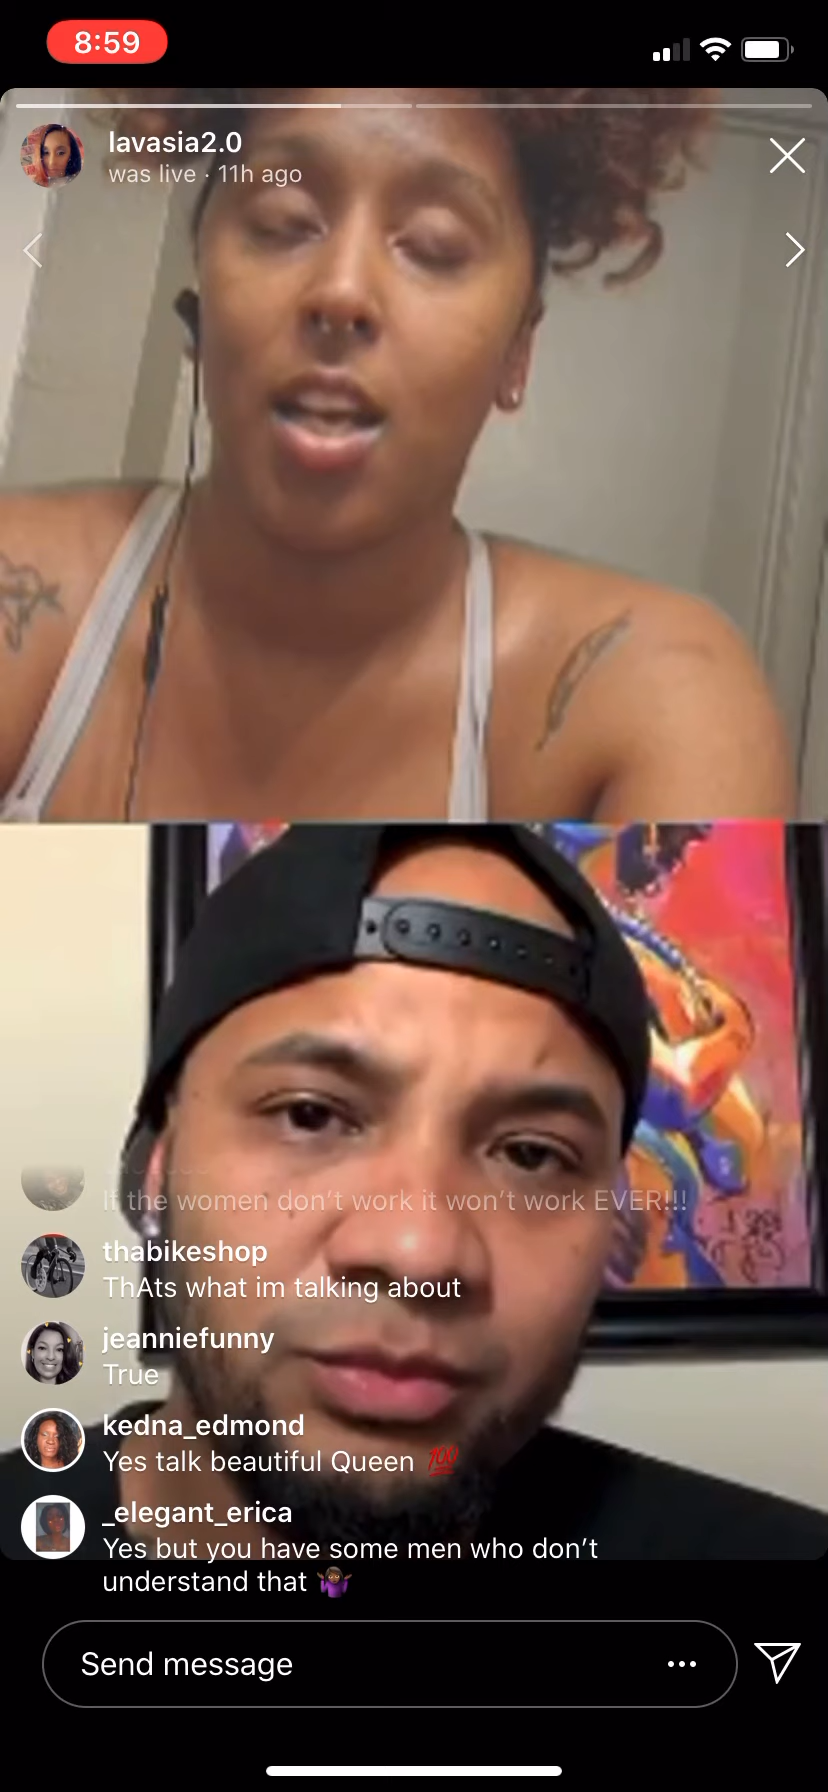 8:59
lavasia2.0
was live · 11h ago
If the women don't work it won't work EVER!!!
thabikeshop
ThAts what im talking about
jeanniefunny
True
kedna_edmond
Yes talk beautiful Queen 💯
_elegant_erica
Yes but you have some men who don't
understand that 🤷🏾‍♀️
Send message